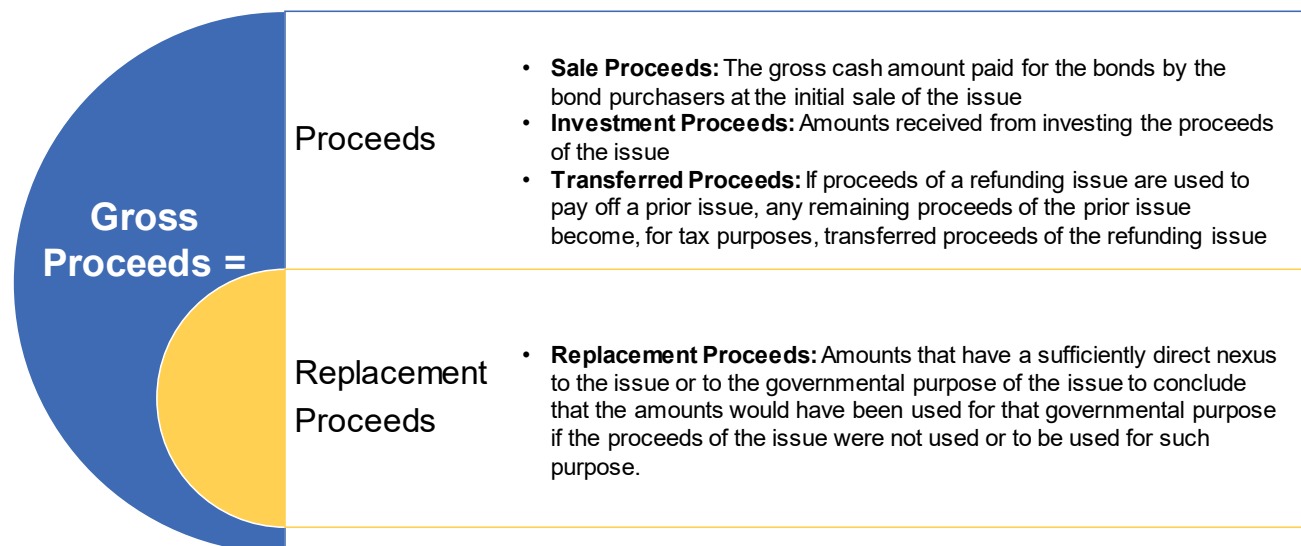 Gross
Proceeds =
Proceeds
• Sale Proceeds: The gross cash amount paid for the bonds by the
bond purchasers at the initial sale of the issue
• Investment Proceeds: Amounts received from investing the proceeds
of the issue
• Transferred Proceeds: If proceeds of a refunding issue are used to
pay off a prior issue, any remaining proceeds of the prior issue
become, for tax purposes, transferred proceeds of the refunding issue
Replacement
Proceeds
• Replacement Proceeds: Amounts that have a sufficiently direct nexus
to the issue or to the governmental purpose of the issue to conclude
that the amounts would have been used for that governmental purpose
if the proceeds of the issue were not used or to be used for such
purpose.